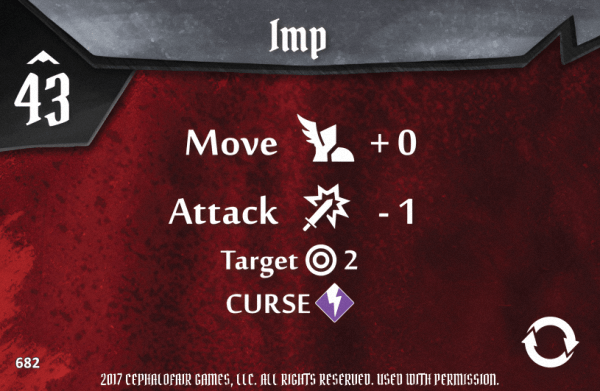 Imp
43
Move + 0
Attack - 1
Target 2
CURSE
682
2017 CEPHALOFAIR GAMES, LLC. ALL RIGHTS RESERVED. USED WITH PERMISSION.